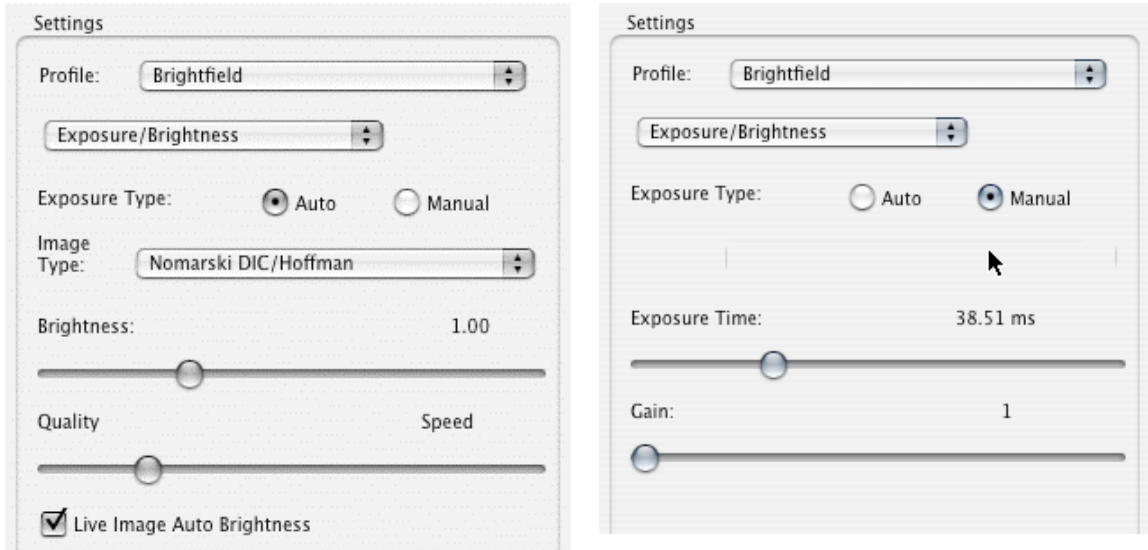 Settings
Profile: Brightfield
Exposure/Brightness
Exposure Type: Auto Manual
Image
Type: Nomarski DIC/Hoffman
Brightness: 1.00
Quality Speed
Live Image Auto Brightness
Settings
Profile: Brightfield
Exposure/Brightness
Exposure Type: Auto Manual
Exposure Time: 38.51 ms
Gain: 1